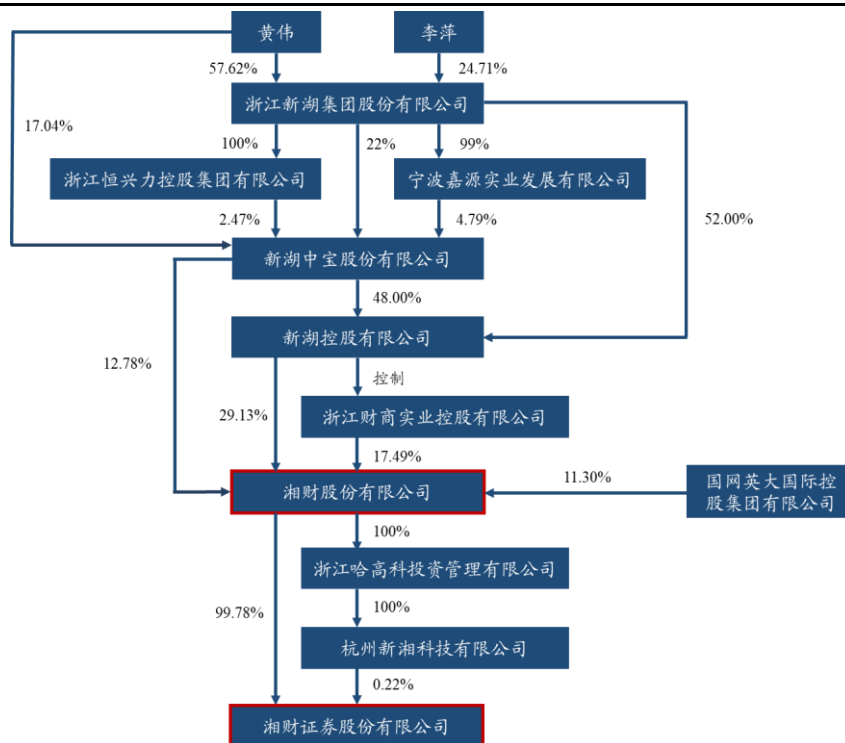 黄伟
李萍
57.62%
24.71%
浙江新湖集团股份有限公司
17.04%
100%
22%
99%
浙江恒兴力控股集团有限公司
宁波嘉源实业发展有限公司
2.47%
4.79%
52.00%
新湖中宝股份有限公司
48.00%
新湖控股有限公司
12.78%
控制
29.13%
浙江财商实业控股有限公司
17.49%
湘财股份有限公司
11.30%
国网英大国际控
股集团有限公司
100%
浙江哈高科投资管理有限公司
99.78%
100%
杭州新湘科技有限公司
0.22%
湘财证券股份有限公司